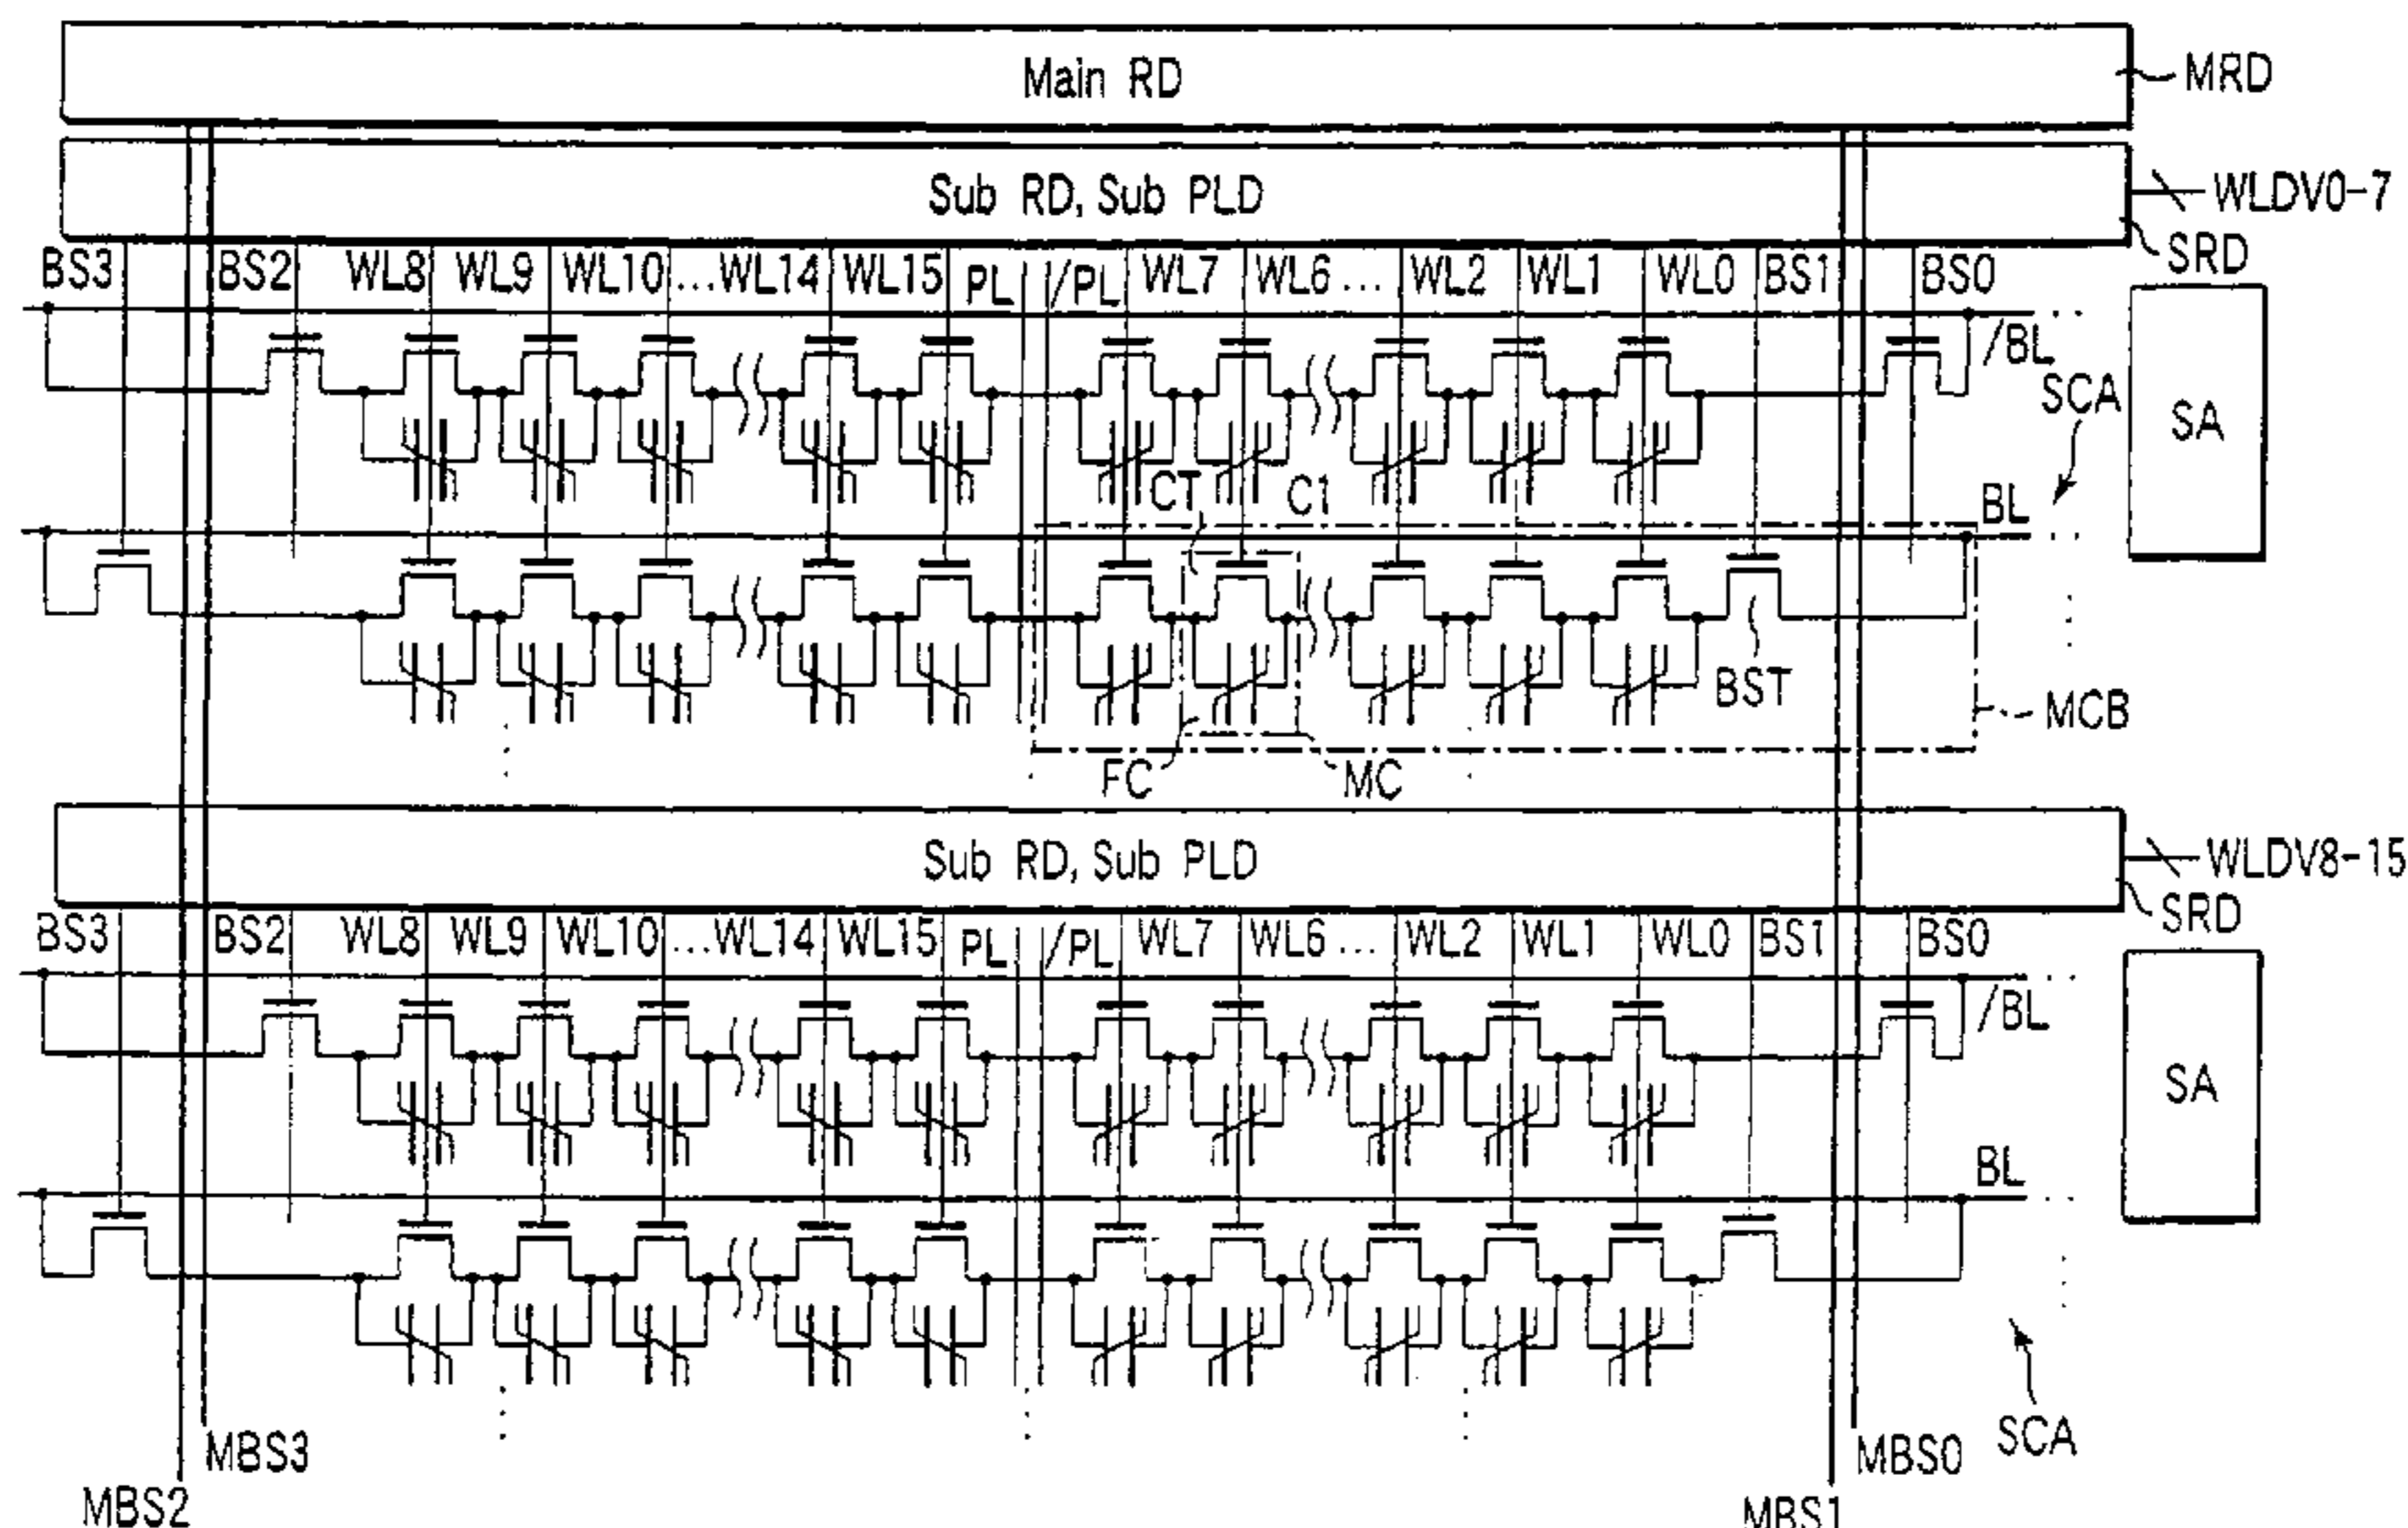 Main RD
MRD
Sub RD, Sub PLD
WLDV0-7
SRD
BS3 BS2 WL8 WL9 WL10 ...WL14 WL15 PL /PL WL7 WL6 ... WL2 WL1 WL0 BS1 BS0
/BL
SCA
SA
CT C1 BL
BST
MCB
FC MC
Sub RD, Sub PLD
WLDV8-15
SRD
BS3 BS2 WL8 WL9 WL10 ...WL14 WL15 PL /PL WL7 WL6 ... WL2 WL1 WL0 BS1 BS0
/BL
SA
BL
SCA
MBS3 MBS0
MBS2 MBS1